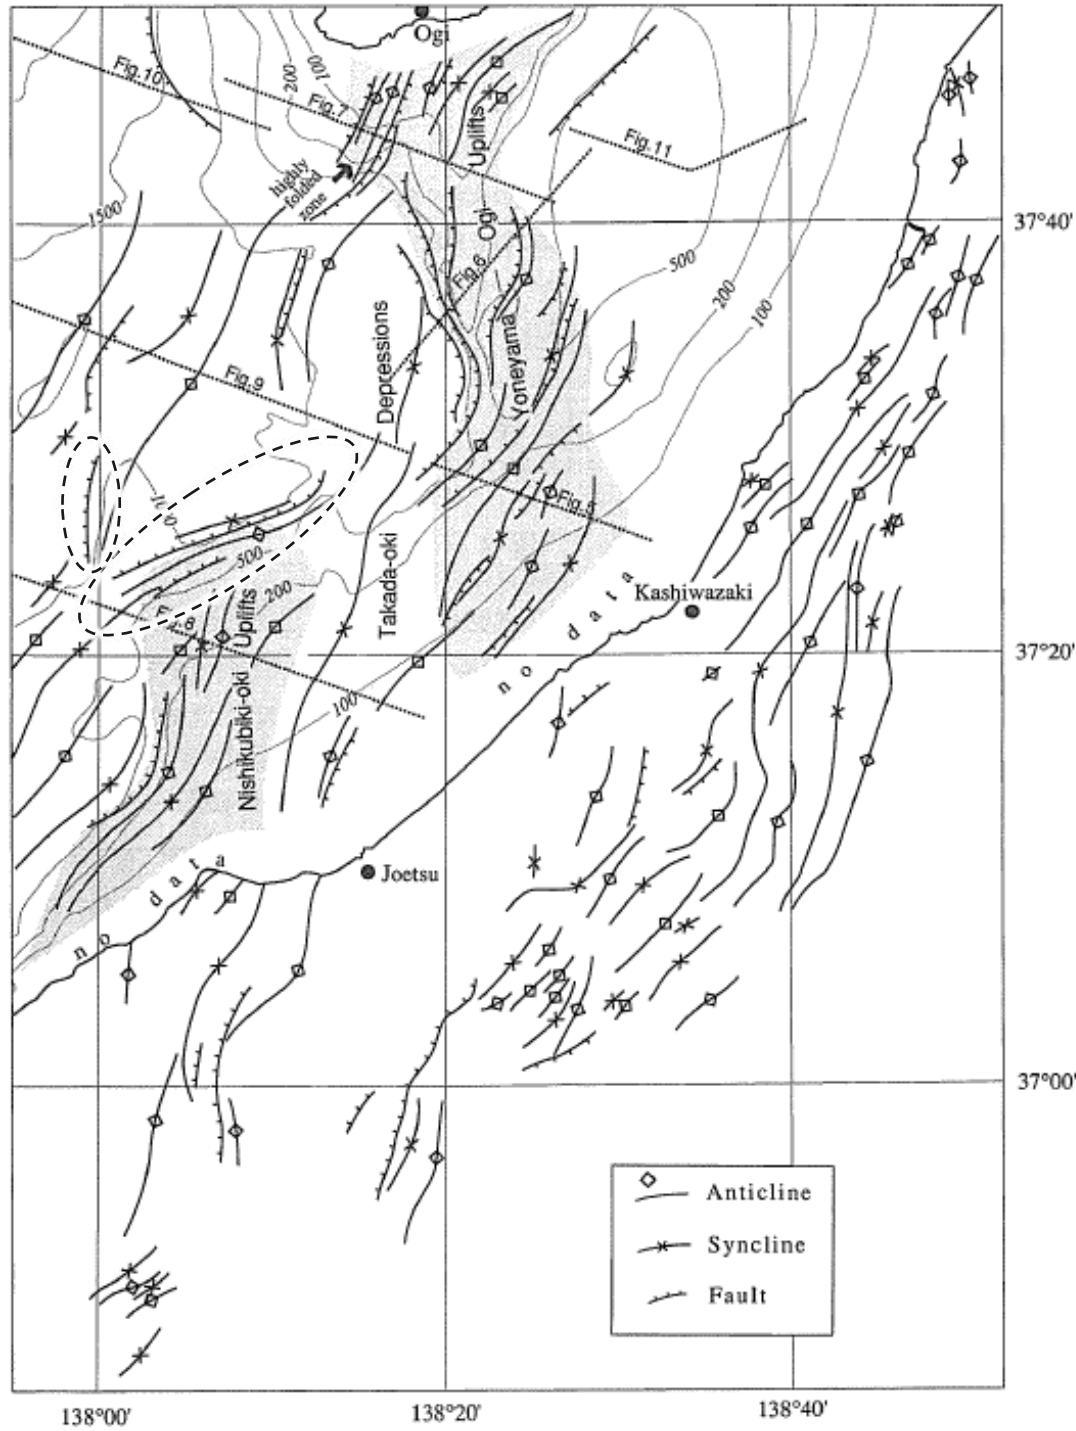 Ogi
Fig.10
200
100
Fig.7
Uplifts
Fig.11
highly
folded
zone
1500
37°40'
Ogi-
500
Fig.6
200
100
Depressions
Yoneyama
Fig.9
500
200
Takada-oki
Kashiwazaki
Fig.8
Uplifts
37°20'
no data
100
Nishikubiki-oki
Joetsu
no data
37°00'
Anticline
Syncline
Fault
138°00'
138°20'
138°40'